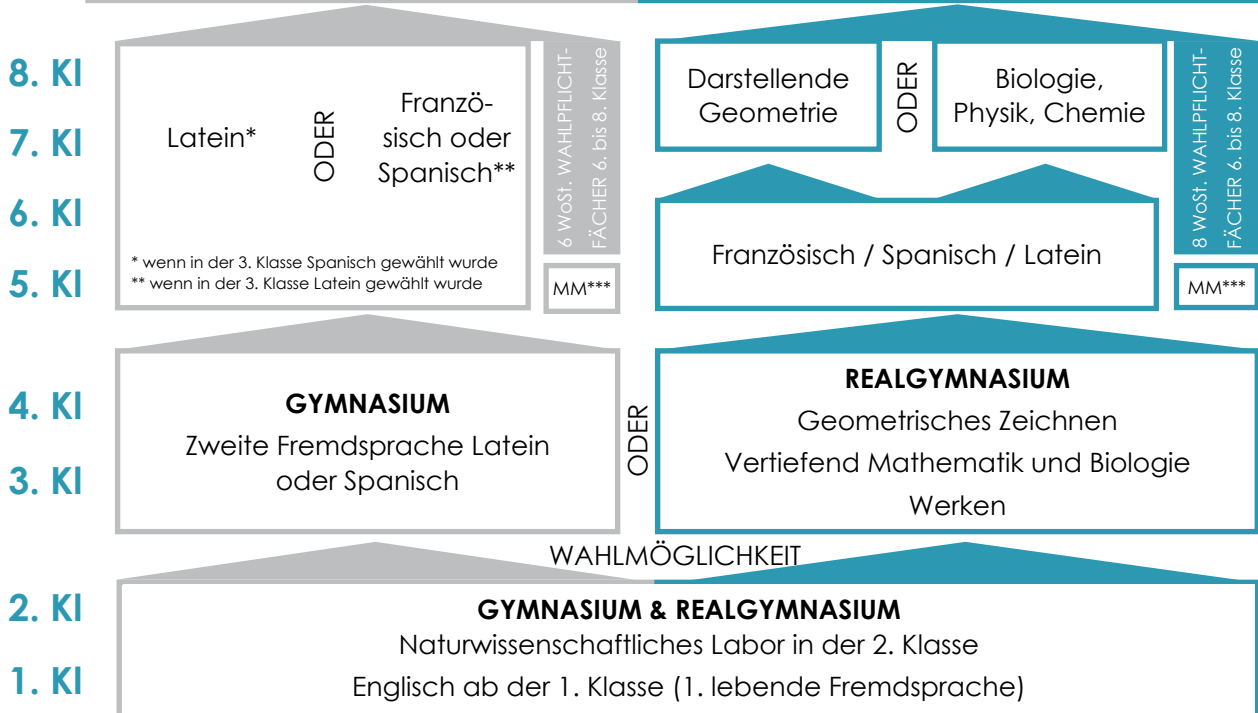 8. Kl
7. Kl
6. Kl
5. Kl
4. Kl
3. Kl
2. Kl
1. Kl
Latein*
ODER
Franzö-
sisch oder
Spanisch**
* wenn in der 3. Klasse Spanisch gewählt wurde
** wenn in der 3. Klasse Latein gewählt wurde
6 WoSt. WAHLPFLICHT-
FÄCHER 6. bis 8. Klasse
MM***
Darstellende
Geometrie
ODER
Biologie,
Physik, Chemie
8 WoSt. WAHLPFLICHT-
FÄCHER 6. bis 8. Klasse
Französisch / Spanisch / Latein
MM***
GYMNASIUM
Zweite Fremdsprache Latein
oder Spanisch
ODER
REALGYMNASIUM
Geometrisches Zeichnen
Vertiefend Mathematik und Biologie
Werken
WAHLMÖGLICHKEIT
GYMNASIUM & REALGYMNASIUM
Naturwissenschaftliches Labor in der 2. Klasse
Englisch ab der 1. Klasse (1. lebende Fremdsprache)